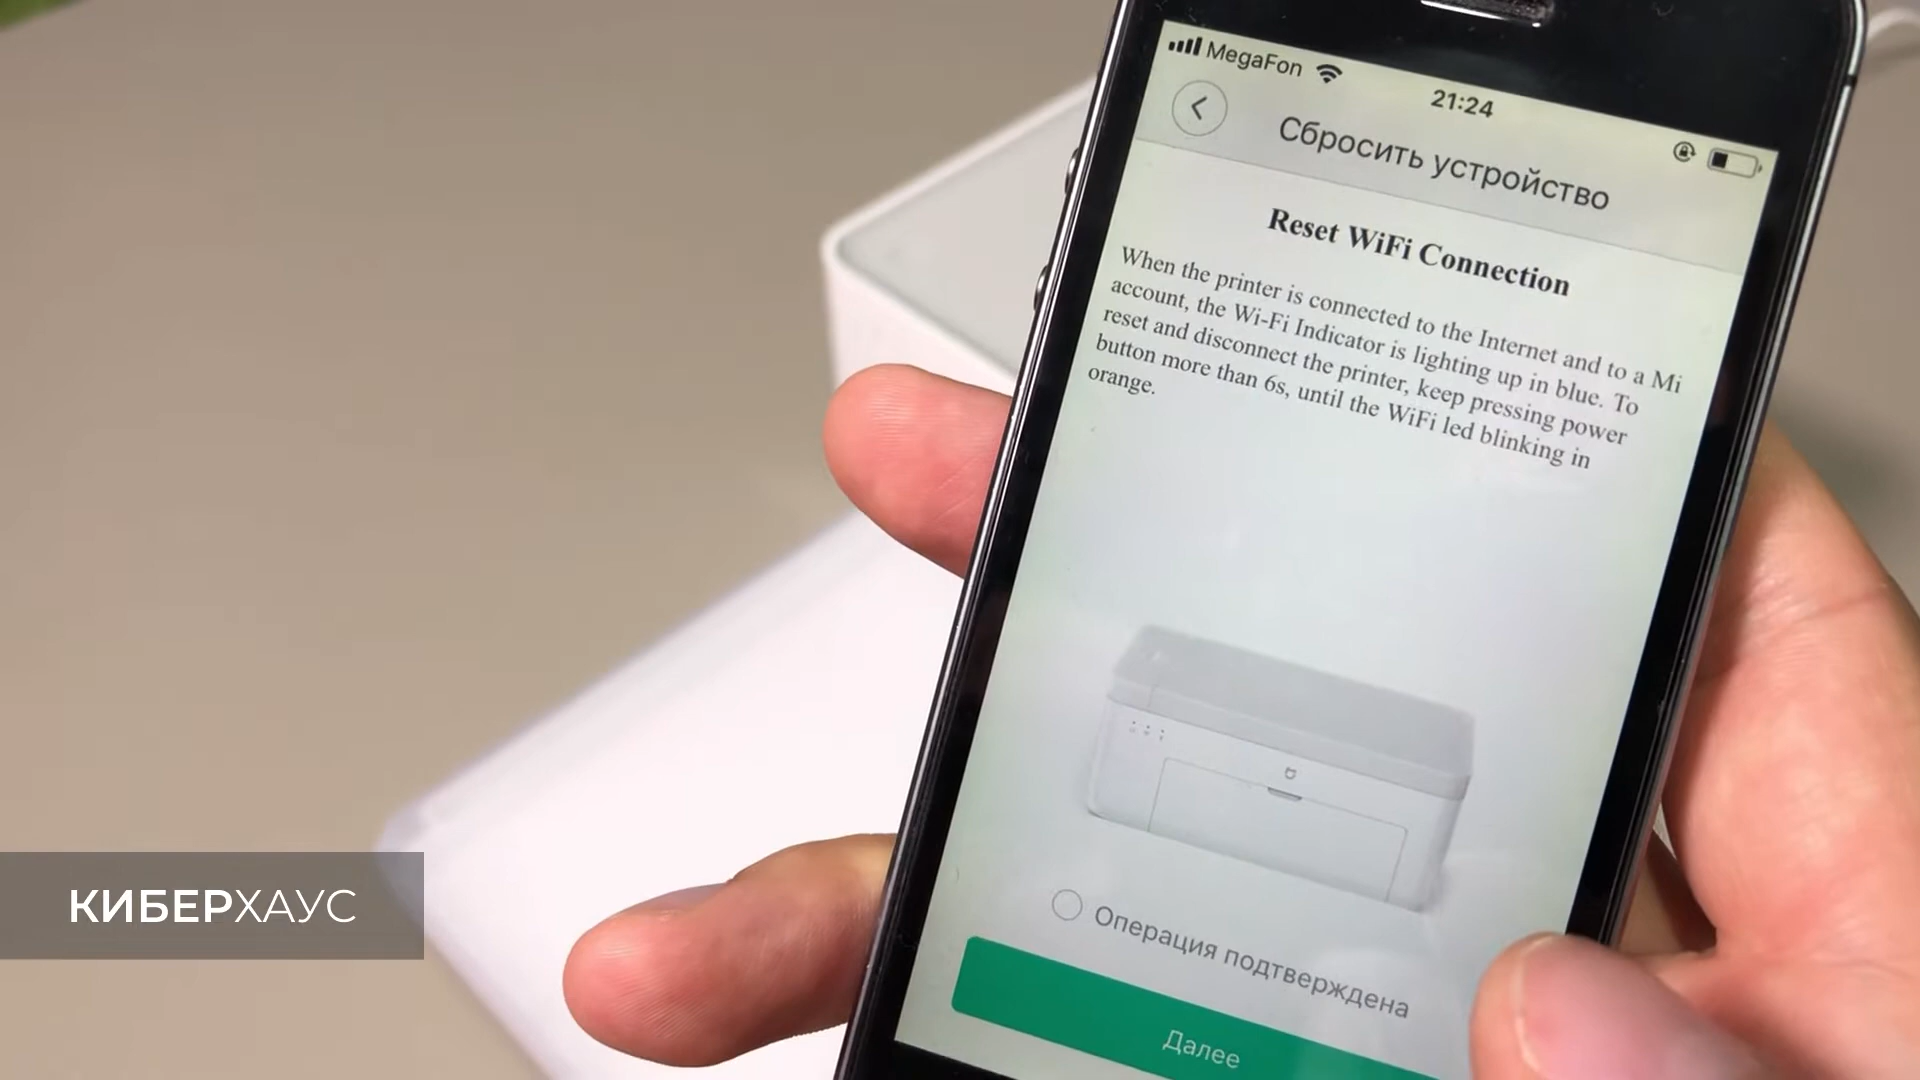 MegaFon
21:24
Сбросить устройство
Reset WiFi Connection
When the printer is connected to the Internet and to a Mi
account, the Wi-Fi Indicator is lighting up in blue. To
reset and disconnect the printer, keep pressing power
button more than 6s, until the WiFi led blinking in
orange.
Операция подтверждена
Далее
КИБЕРХАУС